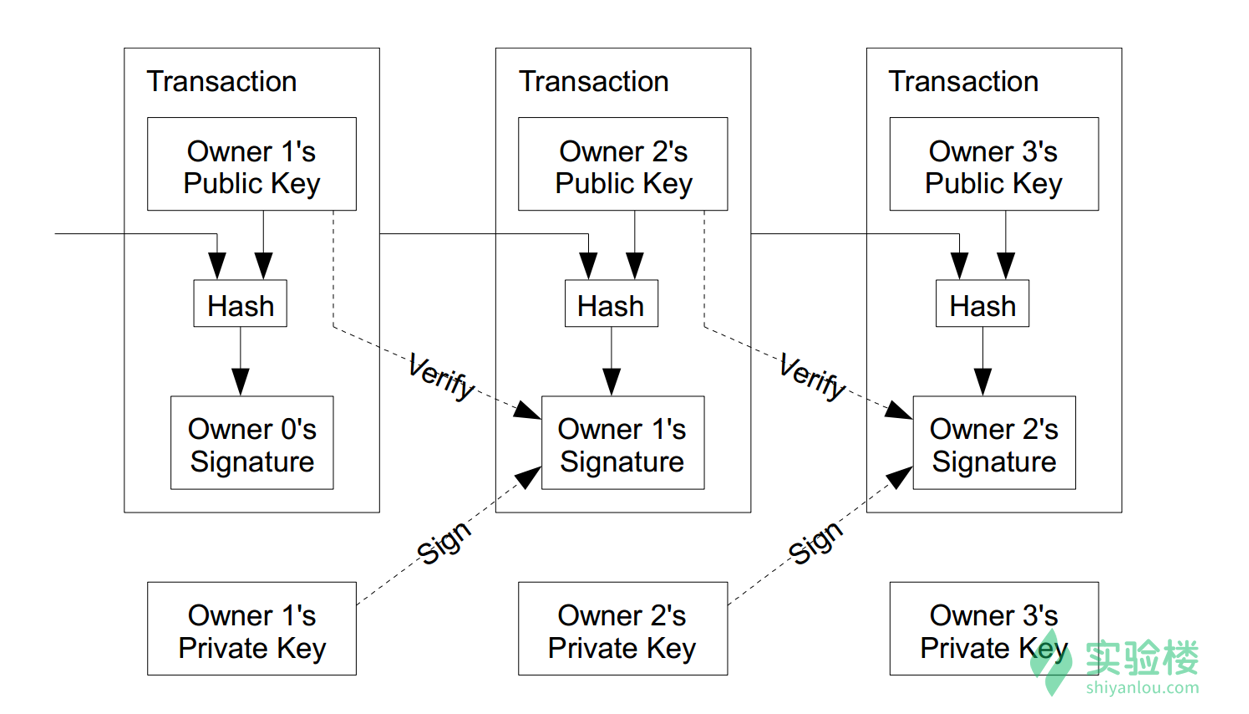 Transaction
Owner 1's
Public Key
Hash
Owner 0's
Signature
Transaction
Owner 2's
Public Key
Hash
Verify
Owner 1's
Signature
Transaction
Owner 3's
Public Key
Hash
Verify
Owner 2's
Signature
Sign
Sign
Owner 1's
Private Key
Owner 2's
Private Key
Owner 3's
Private Key
实验楼
shiyanlou.com